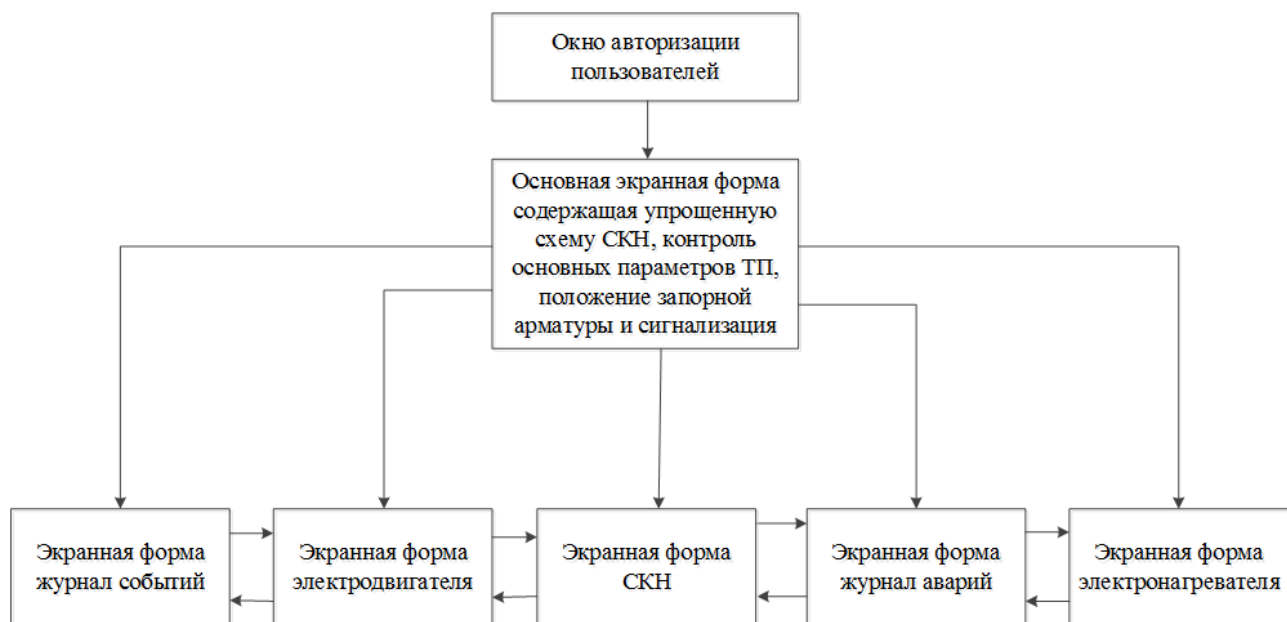 Окно авторизации
пользователей
Основная экранная форма
содержащая упрощенную
схему СКН, контроль
основных параметров ТП,
положение запорной
арматуры и сигнализация
Экранная форма
журнал событий
Экранная форма
электродвигателя
Экранная форма
СКН
Экранная форма
журнал аварий
Экранная форма
электронагревателя